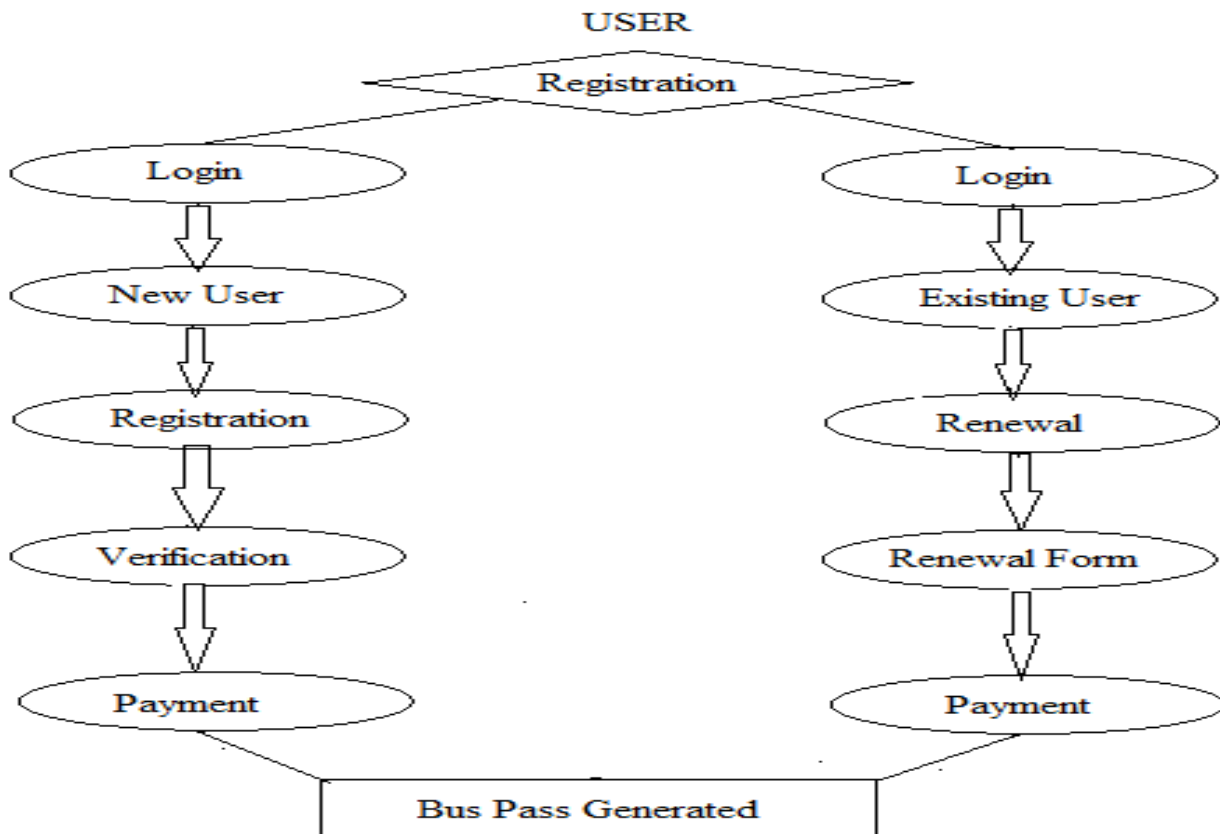 USER
Registration
Login
Login
New User
Existing User
Registration
Renewal
Verification
Renewal Form
Payment
Payment
Bus Pass Generated